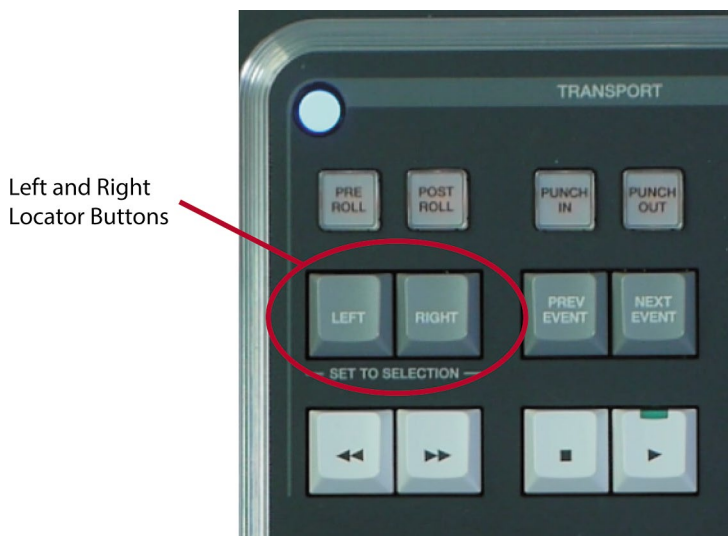 TRANSPORT
Left and Right
Locator Buttons
PRE
ROLL
POST
ROLL
PUNCH
IN
PUNCH
OUT
LEFT
RIGHT
PREV
EVENT
NEXT
EVENT
SET TO SELECTION